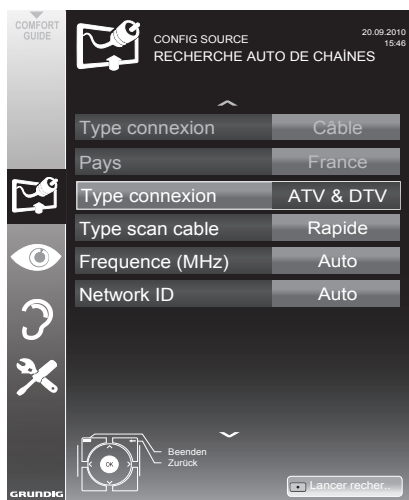 COMFORT
GUIDE
CONFIG SOURCE
20.09.2010
15:46
RECHERCHE AUTO DE CHAÎNES
Type connexion Câble
Pays France
Type connexion ATV & DTV
Type scan cable Rapide
Frequence (MHz) Auto
Network ID Auto
OK
Beenden
Zurück
Lancer recher..
GRUNDIG